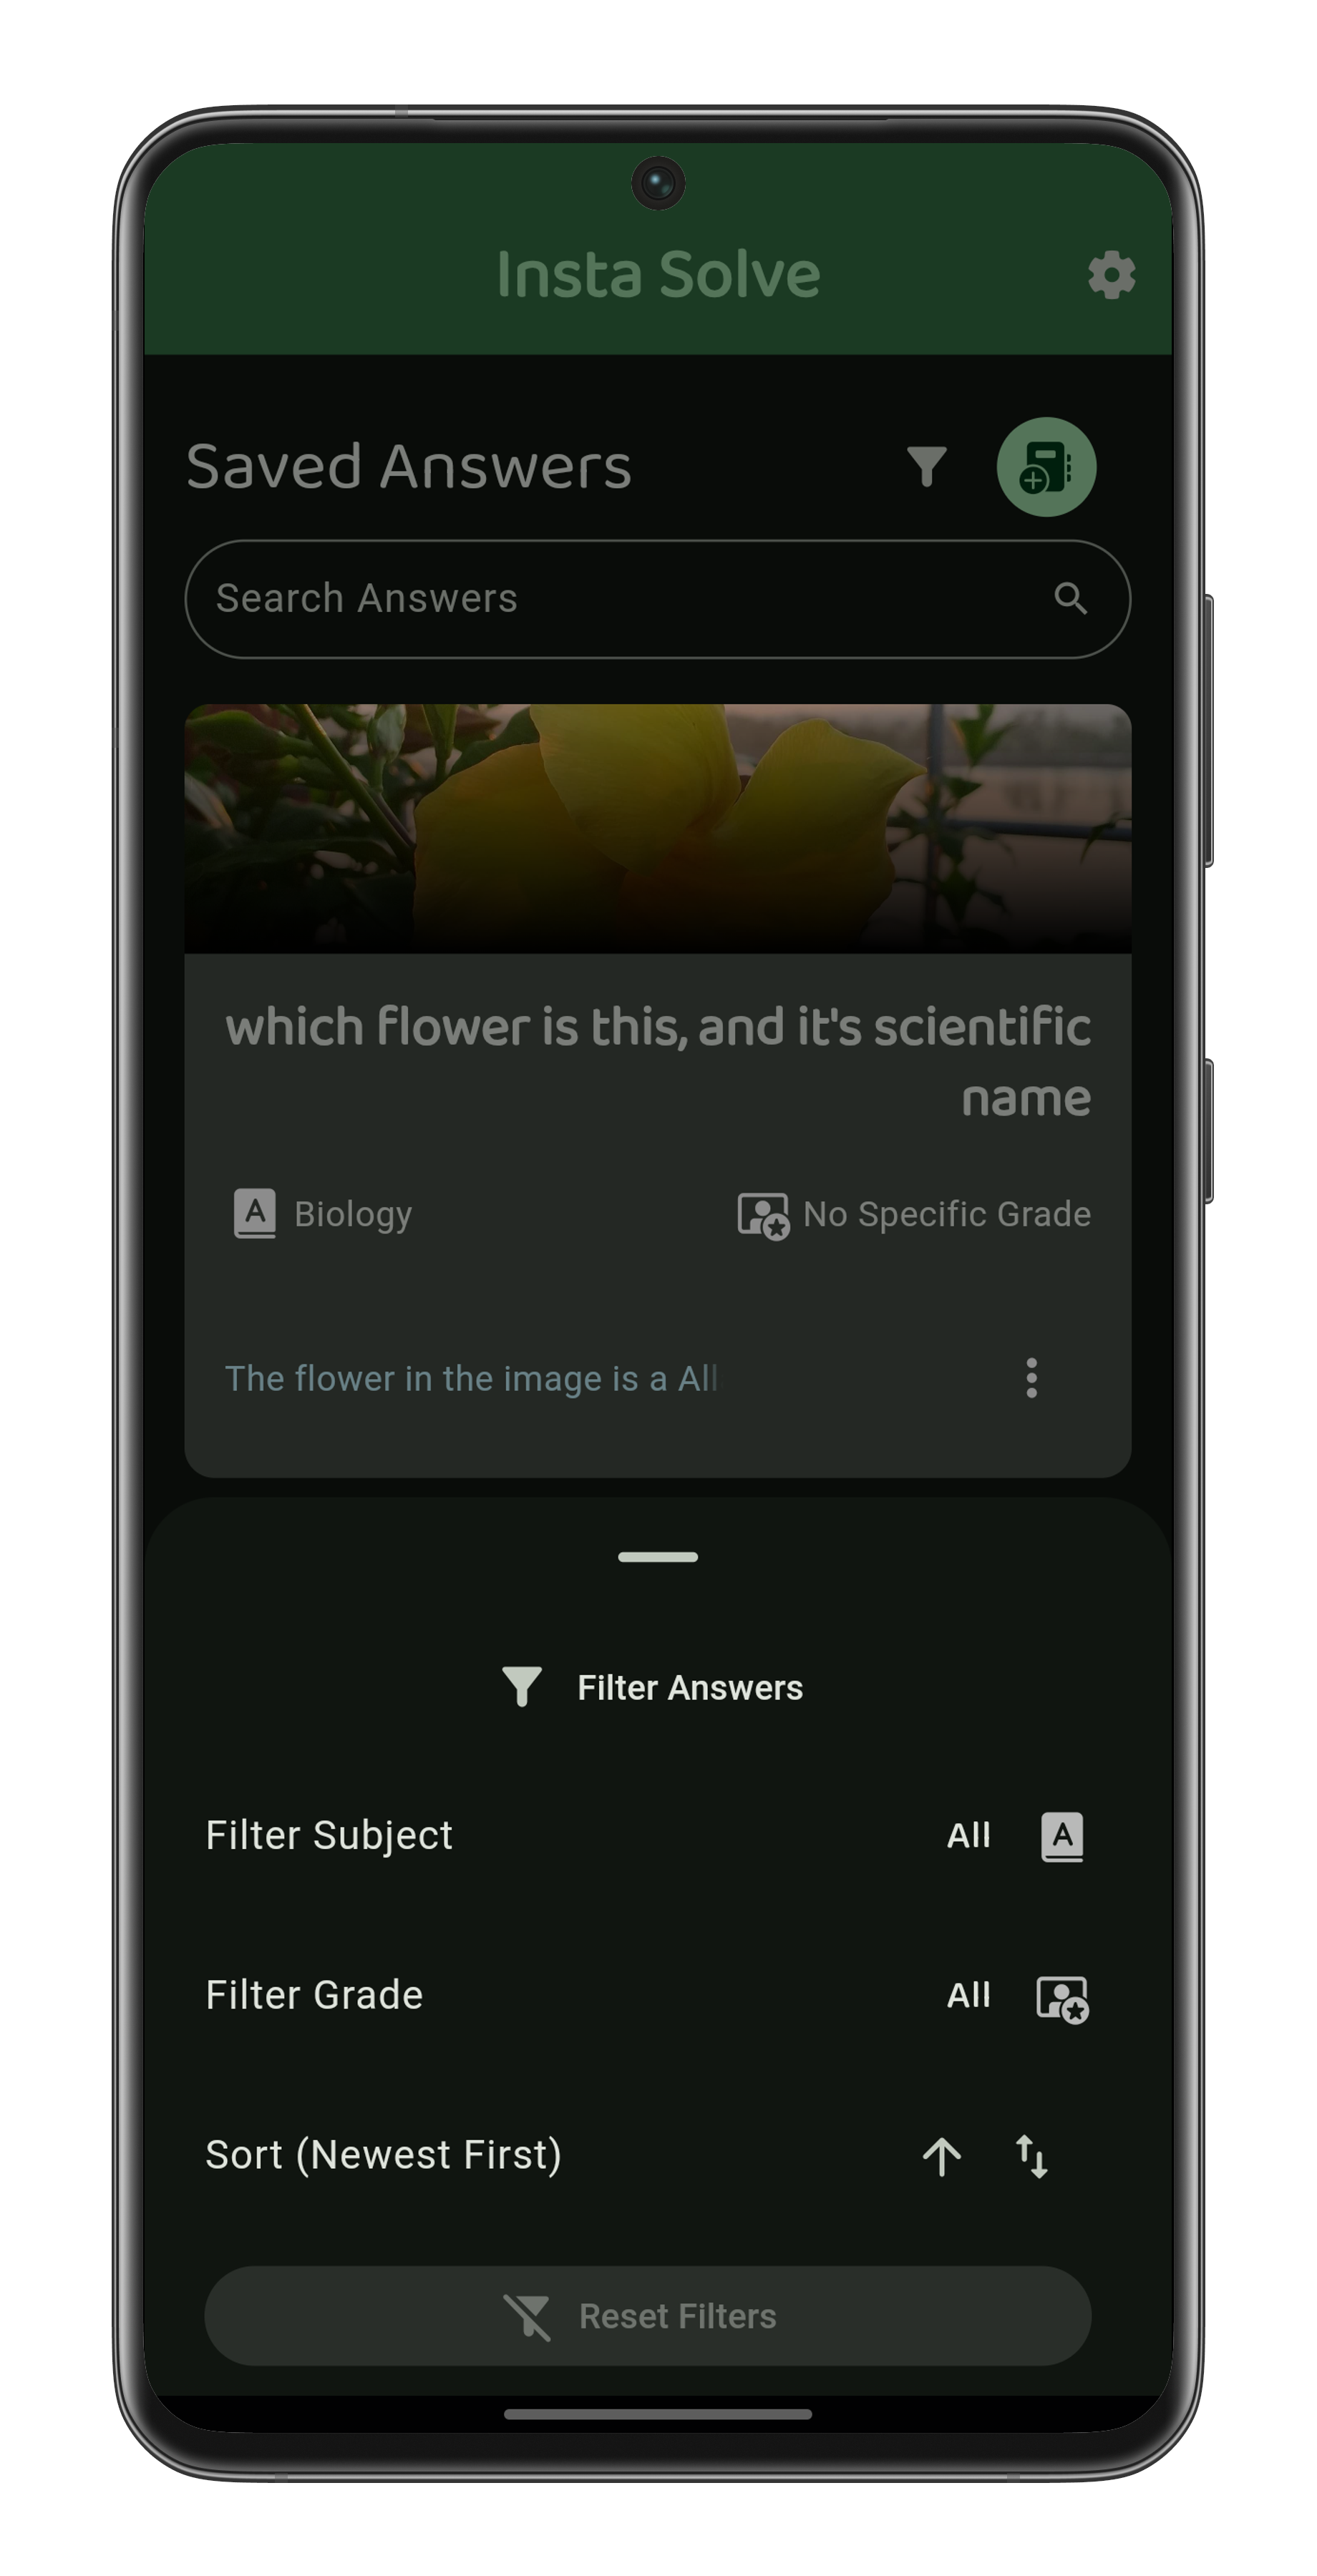 Insta Solve
Saved Answers
Search Answers
which flower is this, and it's scientific
name
Biology
No Specific Grade
The flower in the image is a All
Filter Answers
Filter Subject
All
Filter Grade
All
Sort (Newest First)
Reset Filters